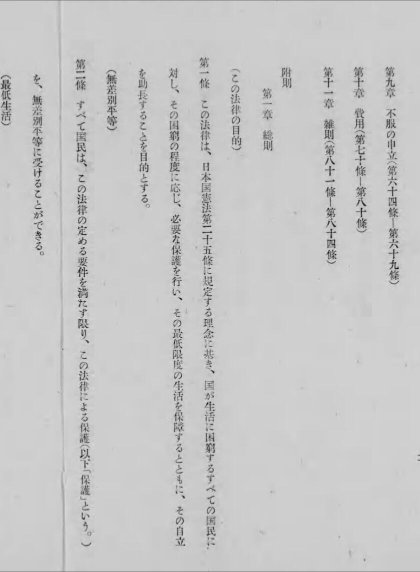 第九章　不服の申立(第六十四條―第六十九條)
第十章　費用(第七十條―第八十條)
第十一章　雑則(第八十一條―第八十四條)
附則
第一章　総則
(この法律の目的)
第一條　この法律は、日本国憲法第二十五條に規定する理念に基き、国が生活に困窮するすべての国民に
対し、その困窮の程度に応じ、必要な保護を行い、その最低限度の生活を保障するとともに、その自立
を助長することを目的とする。
(無差別平等)
第二條　すべて国民は、この法律の定める要件を満たす限り、この法律による保護(以下「保護」という。)
を、無差別平等に受けることができる。
(最低生活)